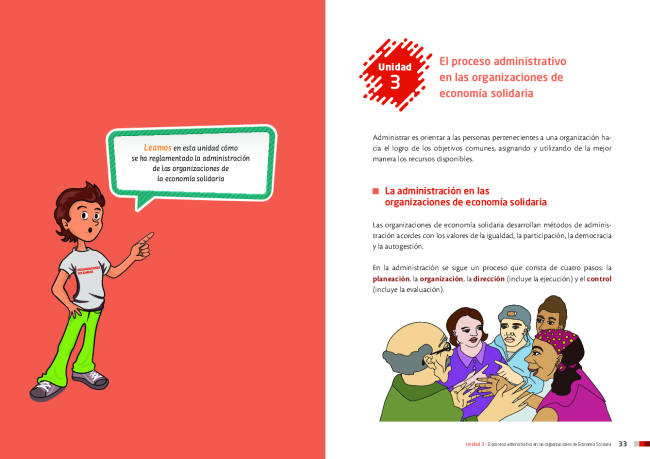 Leamos en esta unidad cómo
se ha reglamentado la administración
de las organizaciones de
la economía solidaria
Unidad
3
El proceso administrativo
en las organizaciones de
economía solidaria
Administrar es orientar a las personas pertenecientes a una organización ha-
cia el logro de los objetivos comunes, asignando y utilizando de la mejor
manera los recursos disponibles.
La administración en las
organizaciones de economía solidaria
Las organizaciones de economía solidaria desarrollan métodos de adminis-
tración acordes con los valores de la igualdad, la participación, la democracia
y la autogestión.
En la administración se sigue un proceso que consta de cuatro pasos: la
planeación, la organización, la dirección (incluye la ejecución) y el control
(incluye la evaluación).
Unidad 3 - El proceso administrativo en las organizaciones de Economía Solidaria 33